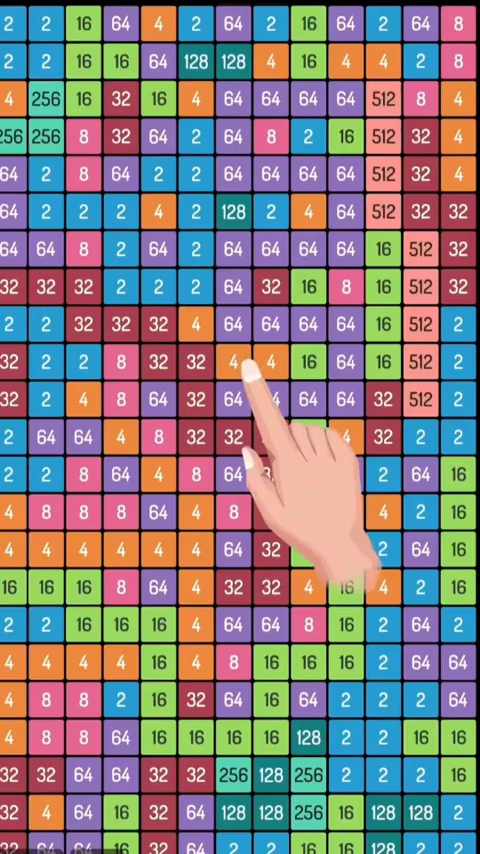 2 2 16 64 4 2 64 2 16 64 2 64 8
2 2 16 16 64 128 128 4 16 4 4 2 8
4 256 16 32 16 4 64 64 64 64 512 8 4
256 256 8 32 64 2 64 8 2 16 512 32 4
64 2 8 64 2 2 64 64 64 64 512 32 4
64 2 2 2 4 2 128 2 4 64 512 32 32
64 64 8 2 64 2 64 64 64 64 16 512 32
32 32 32 2 2 2 64 32 16 8 16 512 32
2 2 32 32 32 4 64 64 64 64 16 512 2
32 2 2 8 32 32 4 4 16 64 16 512 2
32 2 4 8 64 32 64 64 64 32 512 2
2 64 64 4 8 32 32 4 32 2 2
2 2 8 64 4 8 64 2 64 16
4 8 8 8 64 4 8 4 2 16
4 4 4 4 4 4 64 32 2 64 16
16 16 16 8 64 4 32 32 4 16 4 2 16
2 2 16 16 16 4 64 64 8 16 2 64 2
4 4 4 4 16 4 8 16 16 16 2 64 64
4 8 8 2 16 32 64 16 64 2 2 2 64
4 8 8 64 16 16 16 16 128 2 2 16 16
32 32 64 64 32 32 256 128 256 2 2 2 16
32 4 64 16 32 64 128 128 256 16 128 128 2
64 64 16 32 64 2 2 16 16 128 2 2